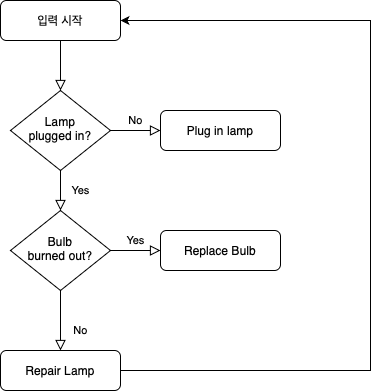 입력 시작
Lamp
plugged in?
No
Plug in lamp
Yes
Bulb
burned out?
Yes
Replace Bulb
No
Repair Lamp